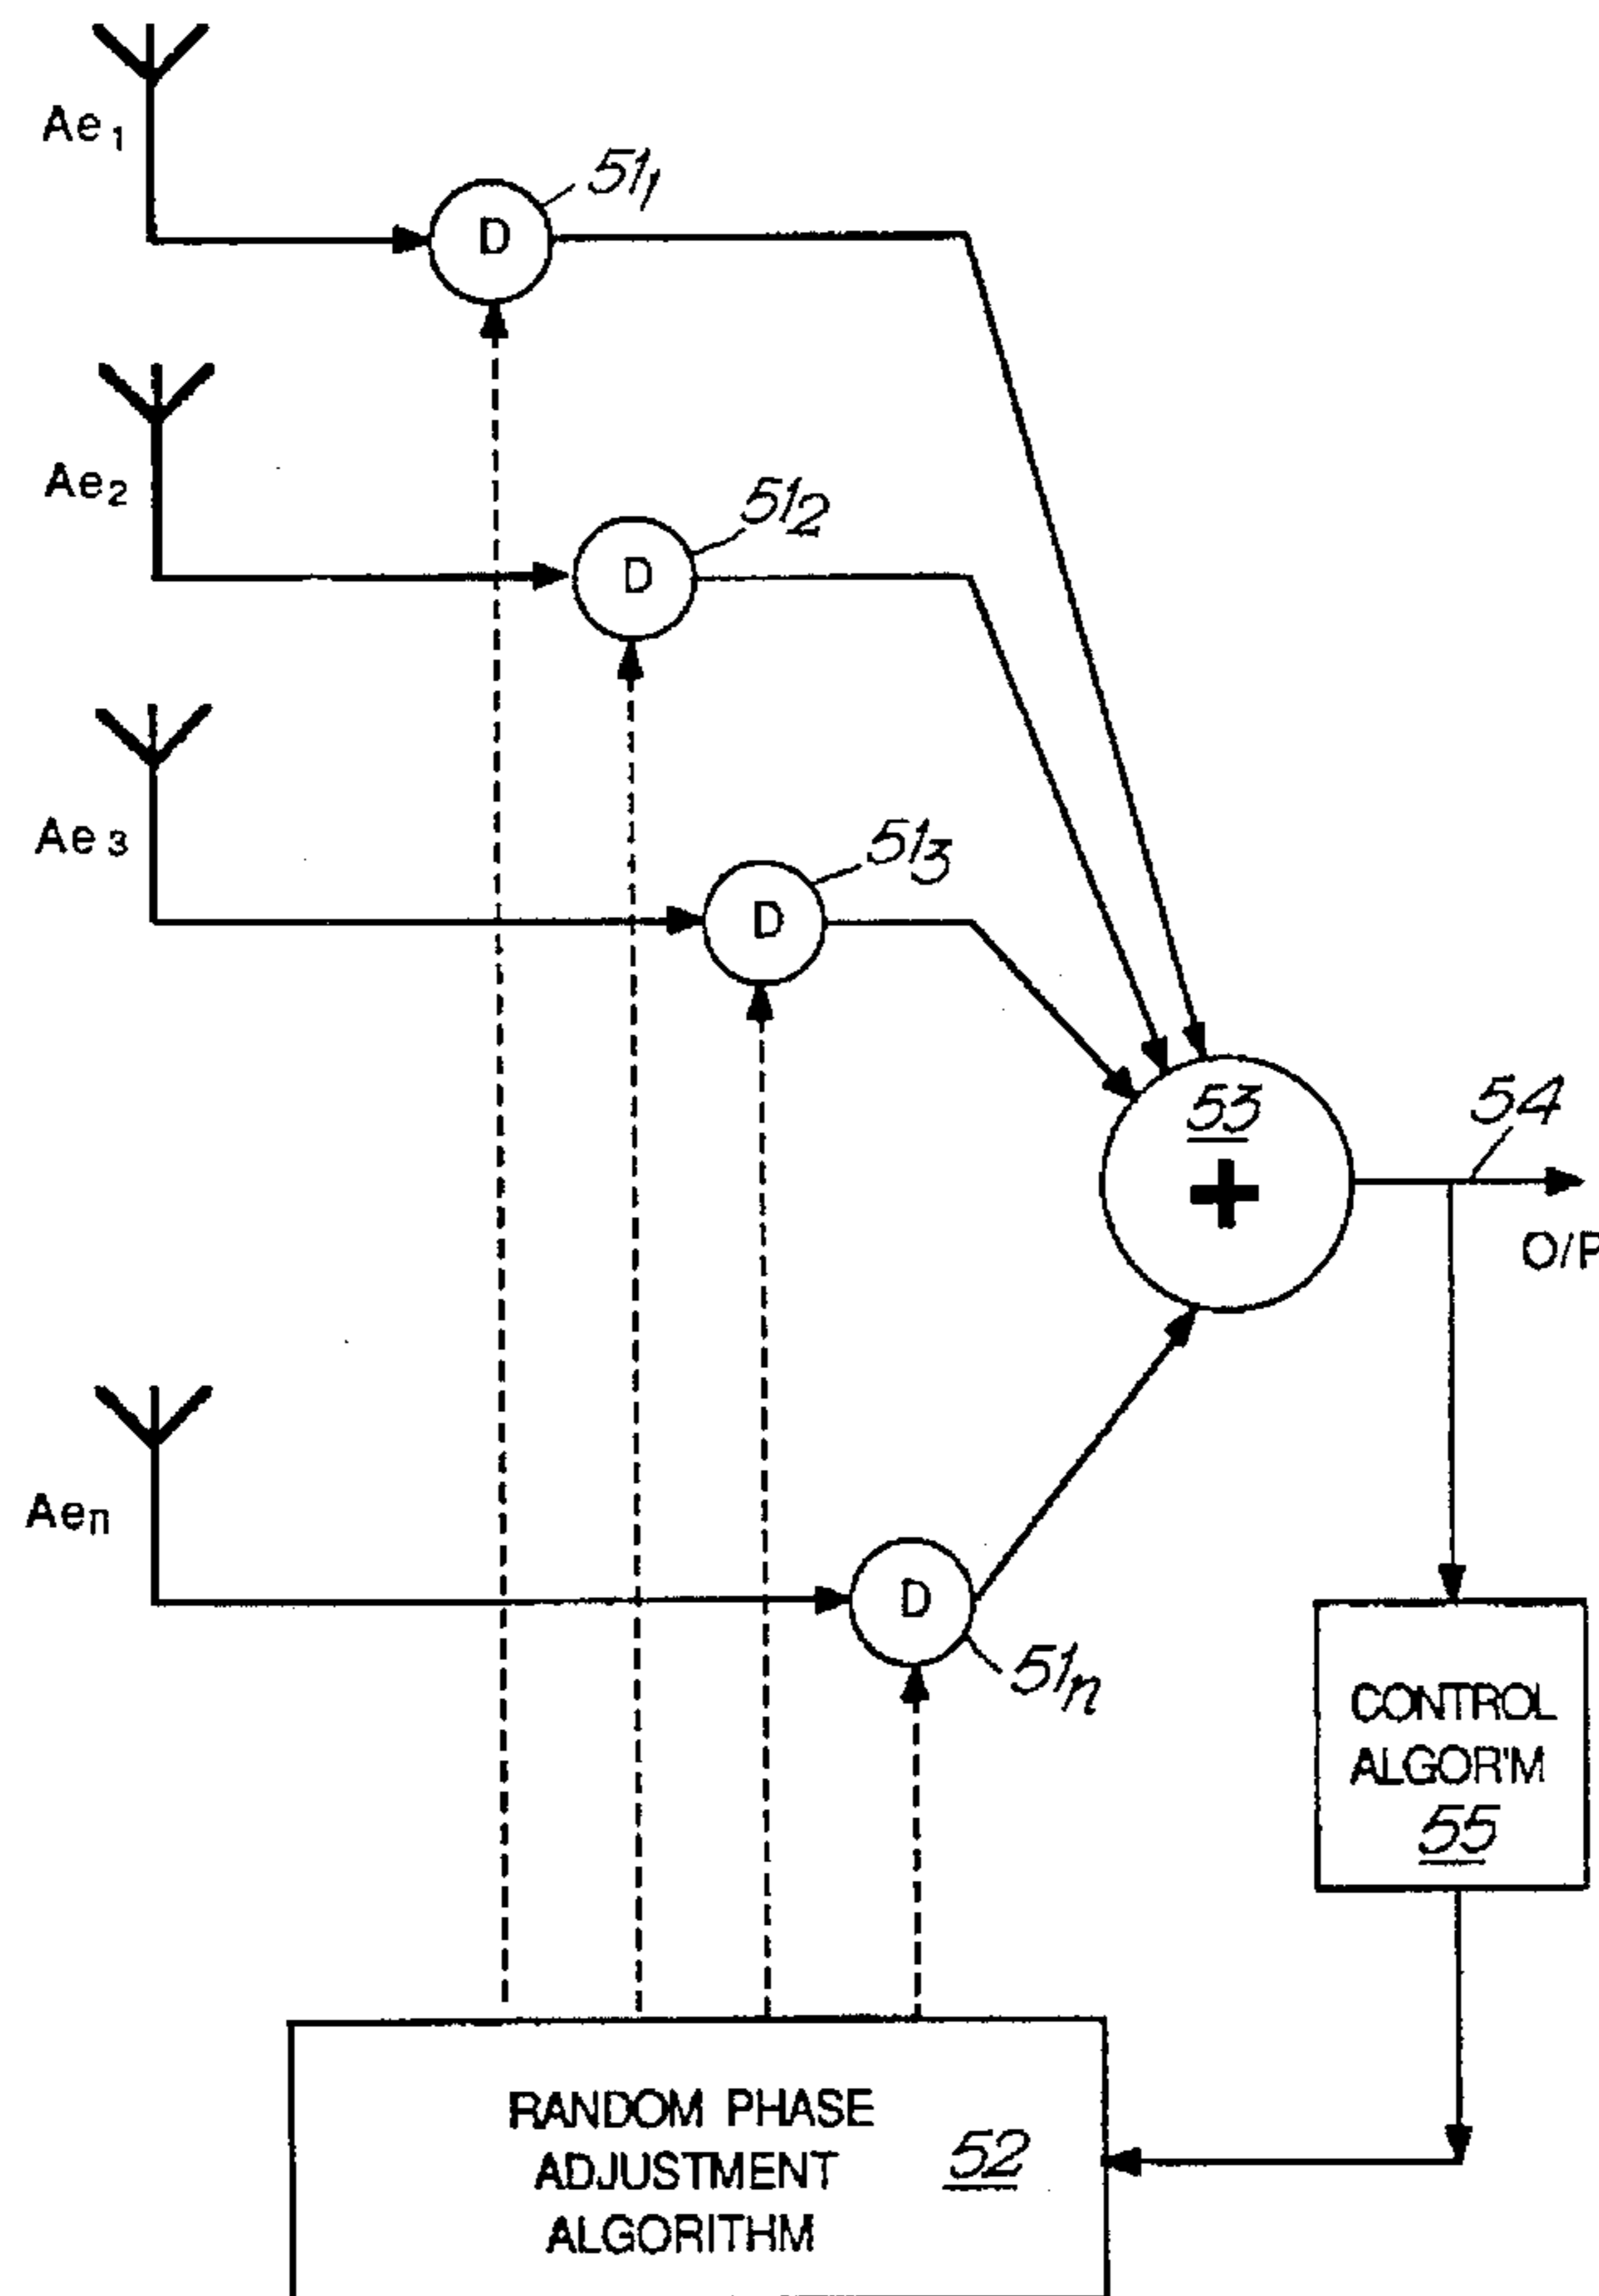 Ae1
D
511
Ae2
D
512
Ae3
D
513
53
+
54
O/P
Aen
D
51n
CONTROL
ALGOR'M
55
RANDOM PHASE
ADJUSTMENT
ALGORITHM
52